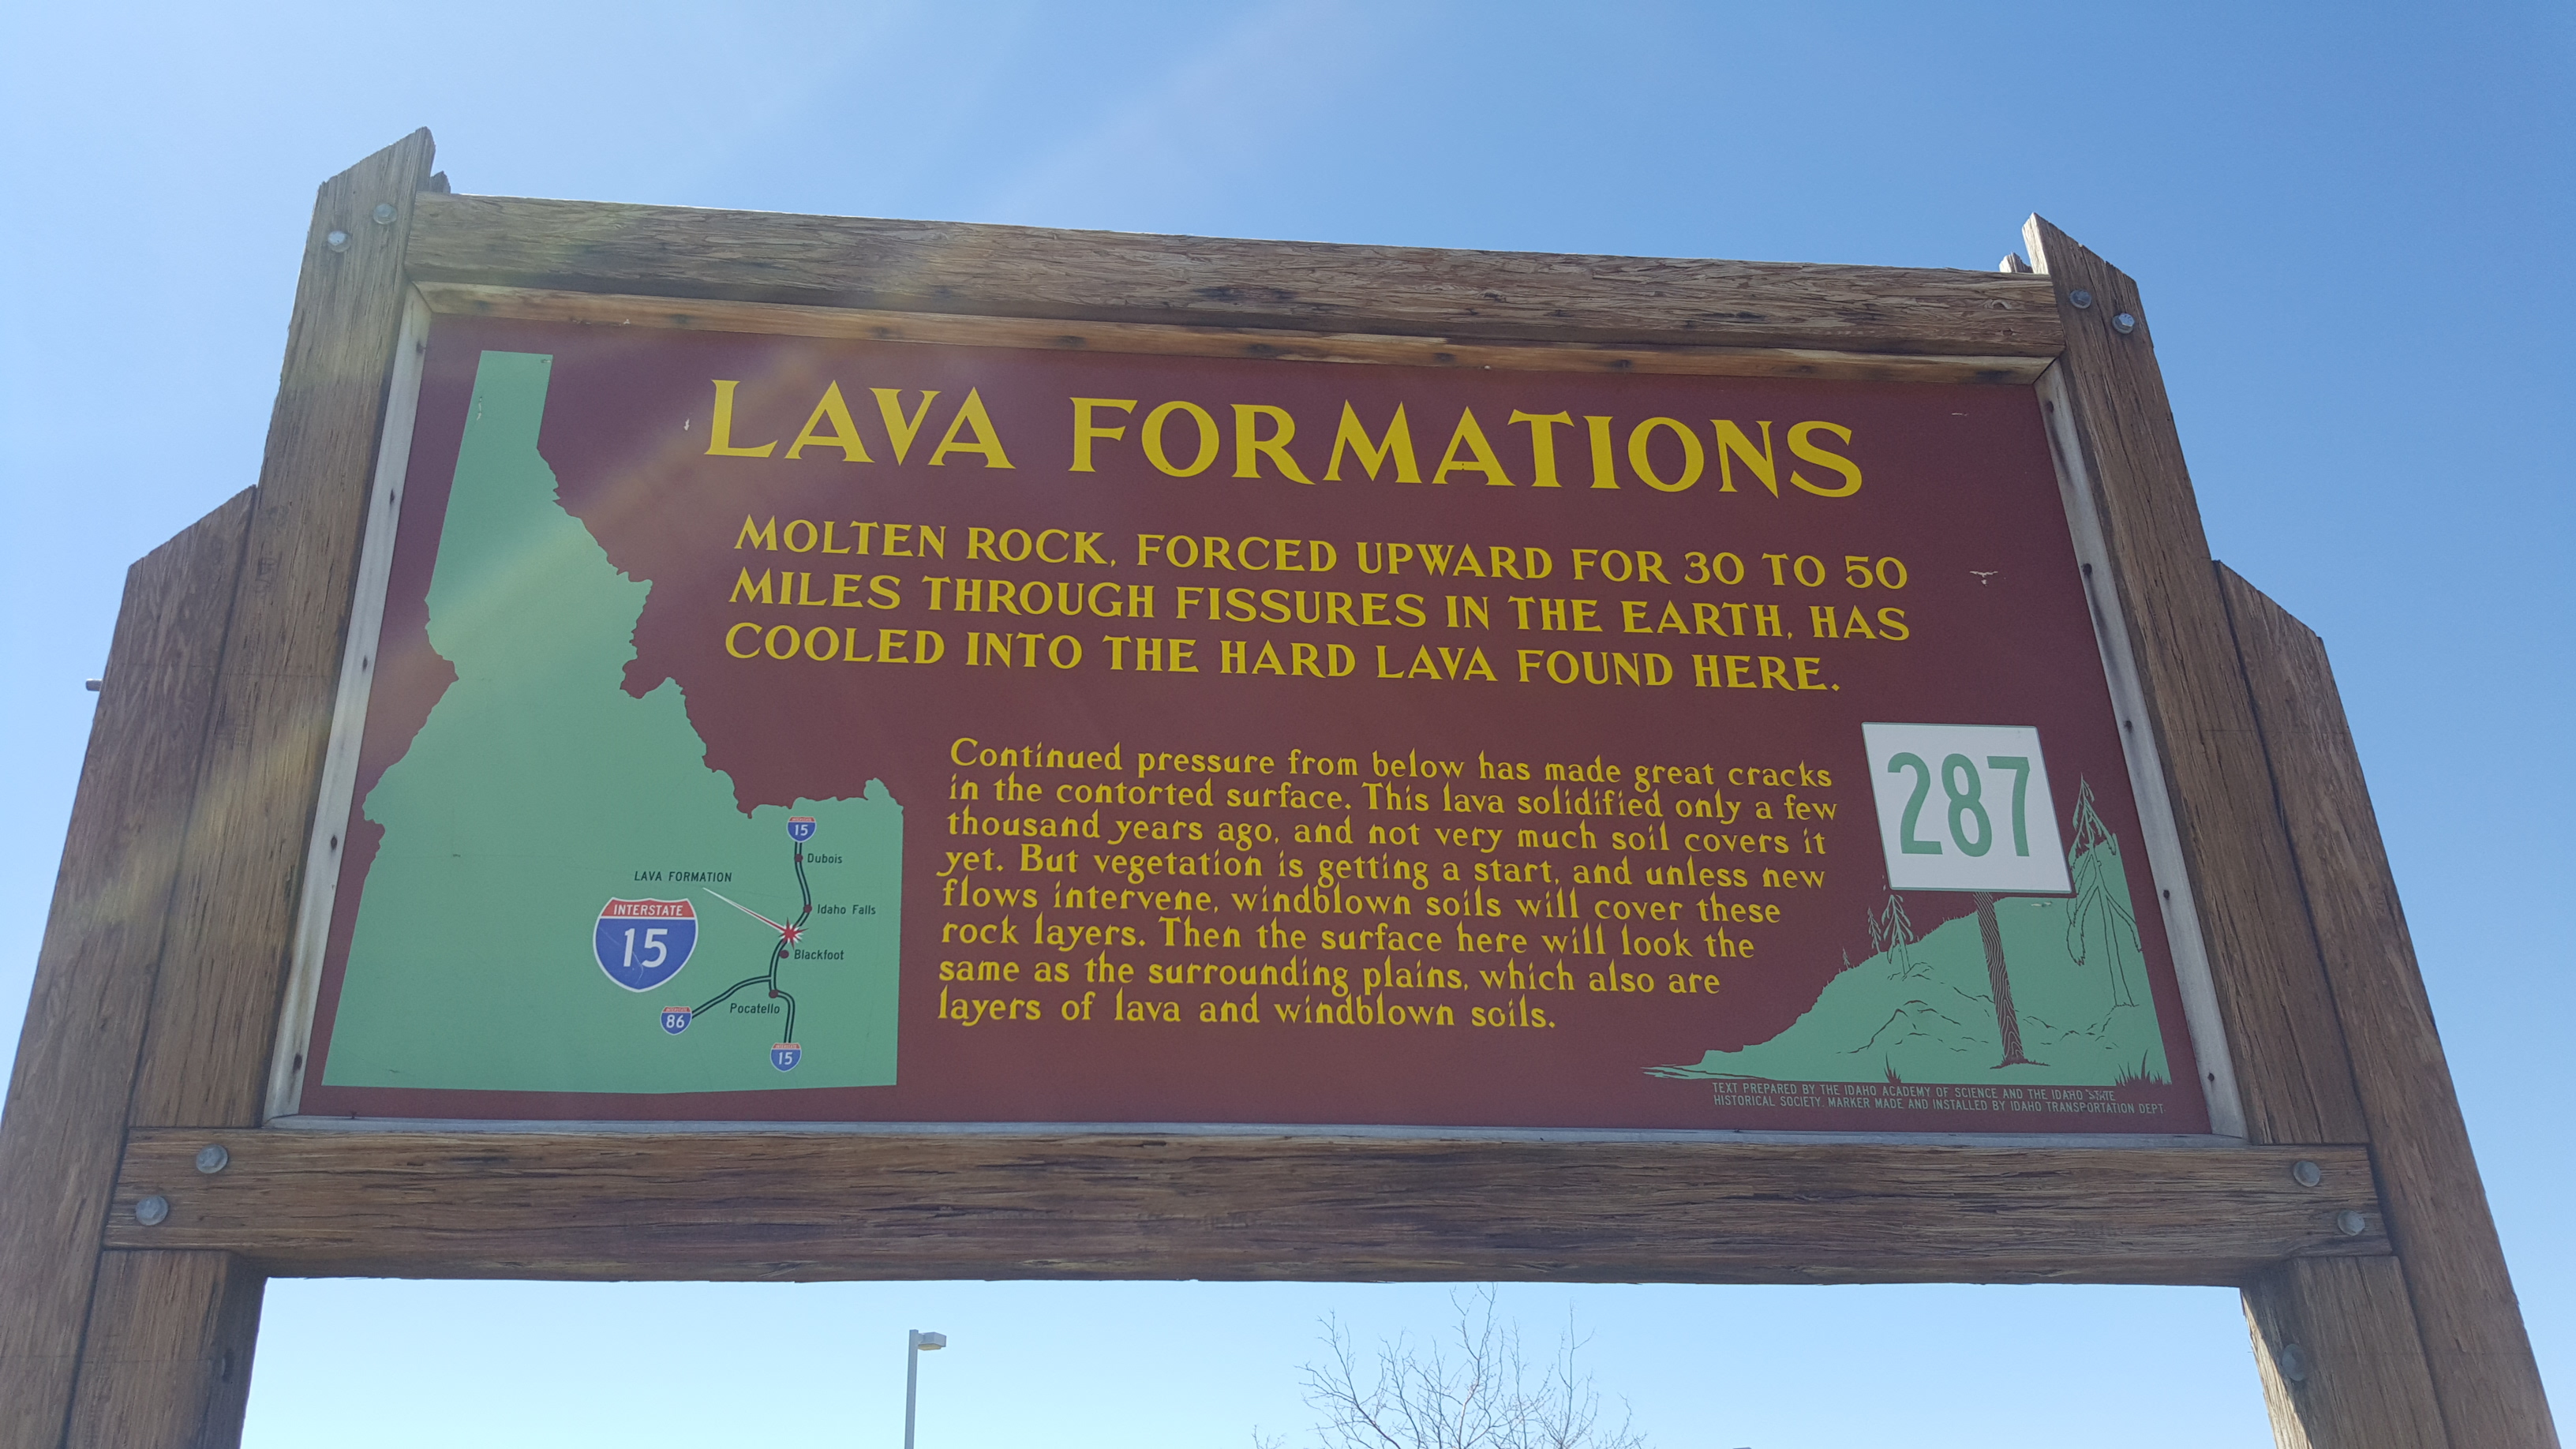 LAVA FORMATIONS
MOLTEN ROCK, FORCED UPWARD FOR 30 TO 50
MILES THROUGH FISSURES IN THE EARTH, HAS
COOLED INTO THE HARD LAVA FOUND HERE.
Continued pressure from below has made great cracks
in the contorted surface. This lava solidified only a few
thousand years ago, and not very much soil covers it
yet. But vegetation is getting a start, and unless new
flows intervene, windblown soils will cover these
rock layers. Then the surface here will look the
same as the surrounding plains, which also are
layers of lava and windblown soils.
287
15
Dubois
LAVA FORMATION
Idaho Falls
INTERSTATE
15
Blackfoot
Pocatello
86
15
TEXT PREPARED BY THE IDAHO ACADEMY OF SCIENCE AND THE IDAHO STATE
HISTORICAL SOCIETY. MARKER MADE AND INSTALLED BY IDAHO TRANSPORTATION DEPT